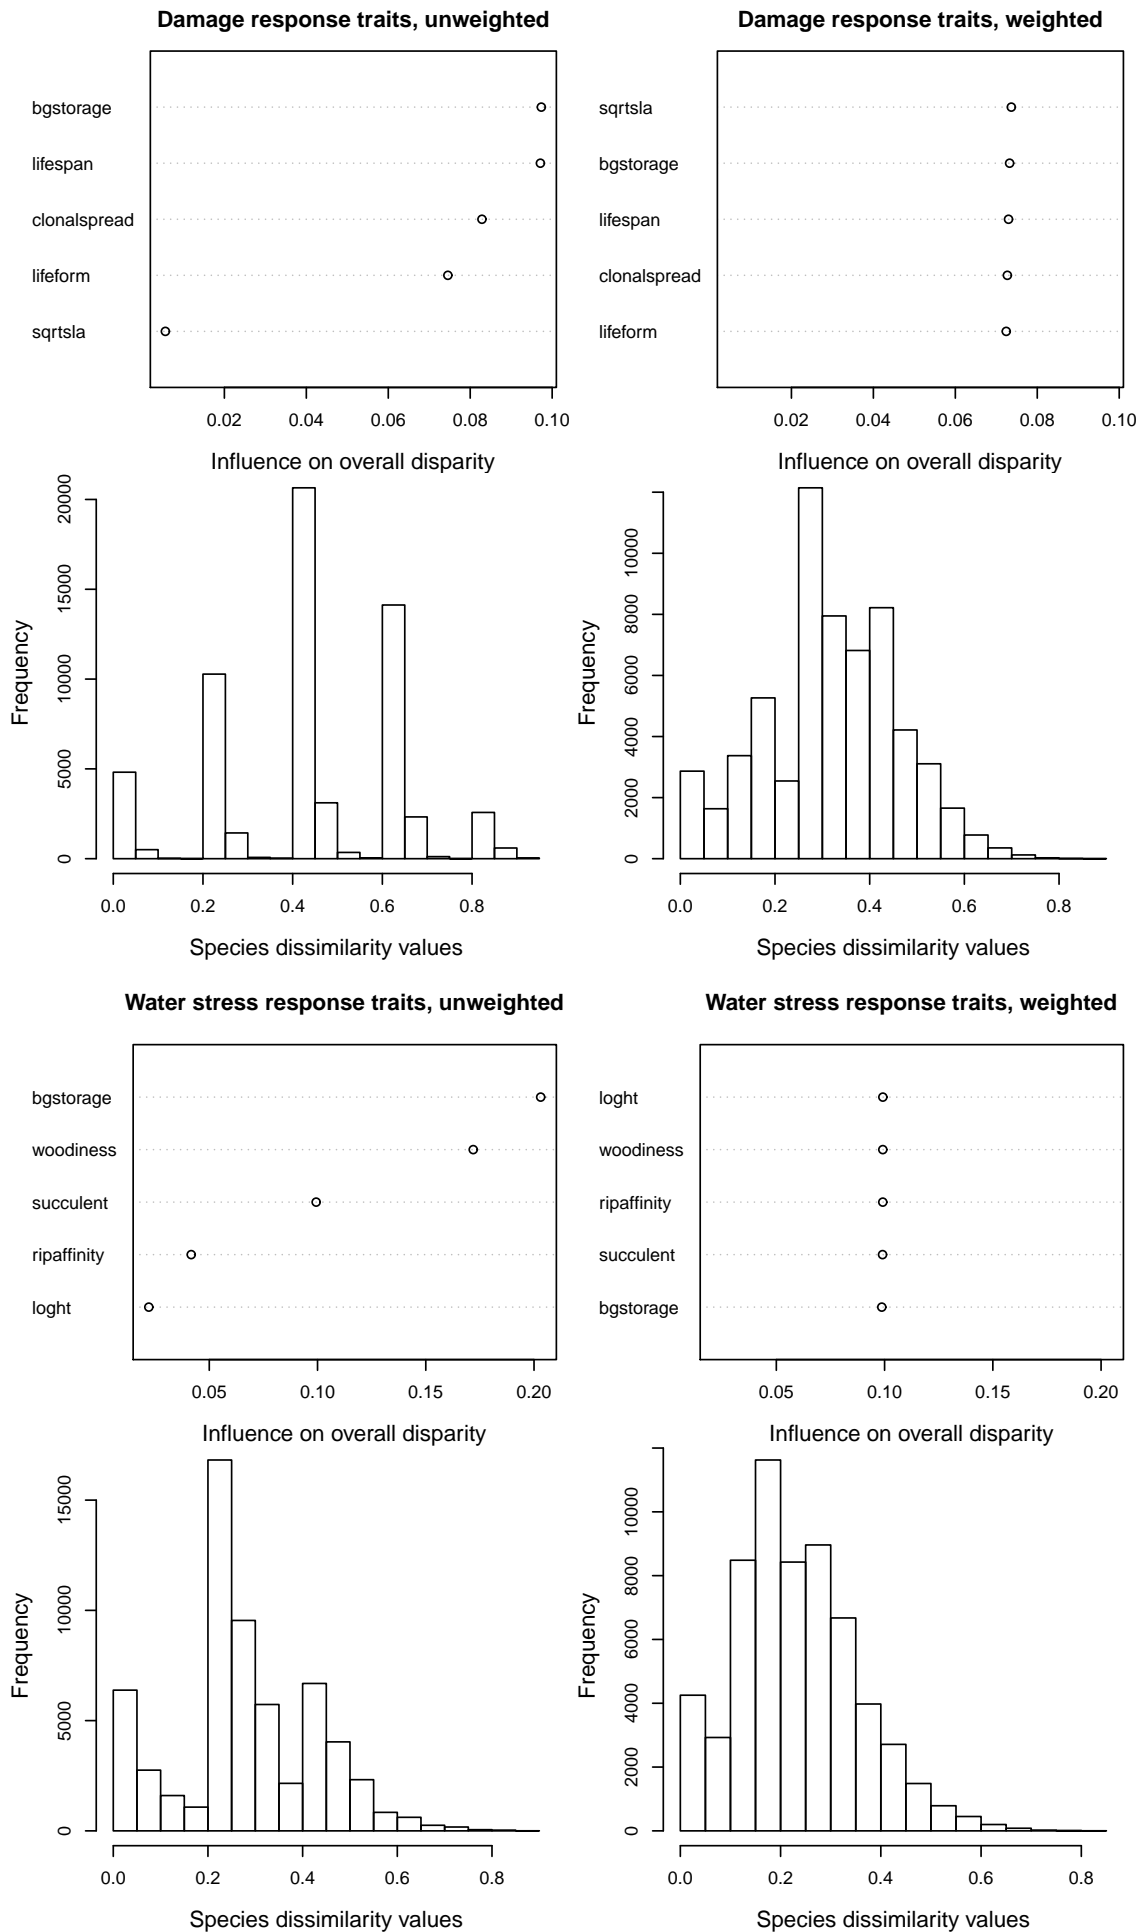 Damage response traits, unweighted
bgstorage
lifespan
clonalspread
lifeform
sqrtsla
0.02 0.04 0.06 0.08 0.10
Influence on overall disparity
Damage response traits, weighted
sqrtsla
bgstorage
lifespan
clonalspread
lifeform
0.02 0.04 0.06 0.08 0.10
Influence on overall disparity
Frequency
0 5000 10000 15000 20000
0.0 0.2 0.4 0.6 0.8
Species dissimilarity values
Frequency
0 2000 4000 6000 8000 10000
0.0 0.2 0.4 0.6 0.8
Species dissimilarity values
Water stress response traits, unweighted
bgstorage
woodiness
succulent
ripaffinity
loght
0.05 0.10 0.15 0.20
Influence on overall disparity
Water stress response traits, weighted
loght
woodiness
ripaffinity
succulent
bgstorage
0.05 0.10 0.15 0.20
Influence on overall disparity
Frequency
0 5000 10000 15000
0.0 0.2 0.4 0.6 0.8
Species dissimilarity values
Frequency
0 2000 4000 6000 8000 10000
0.0 0.2 0.4 0.6 0.8
Species dissimilarity values